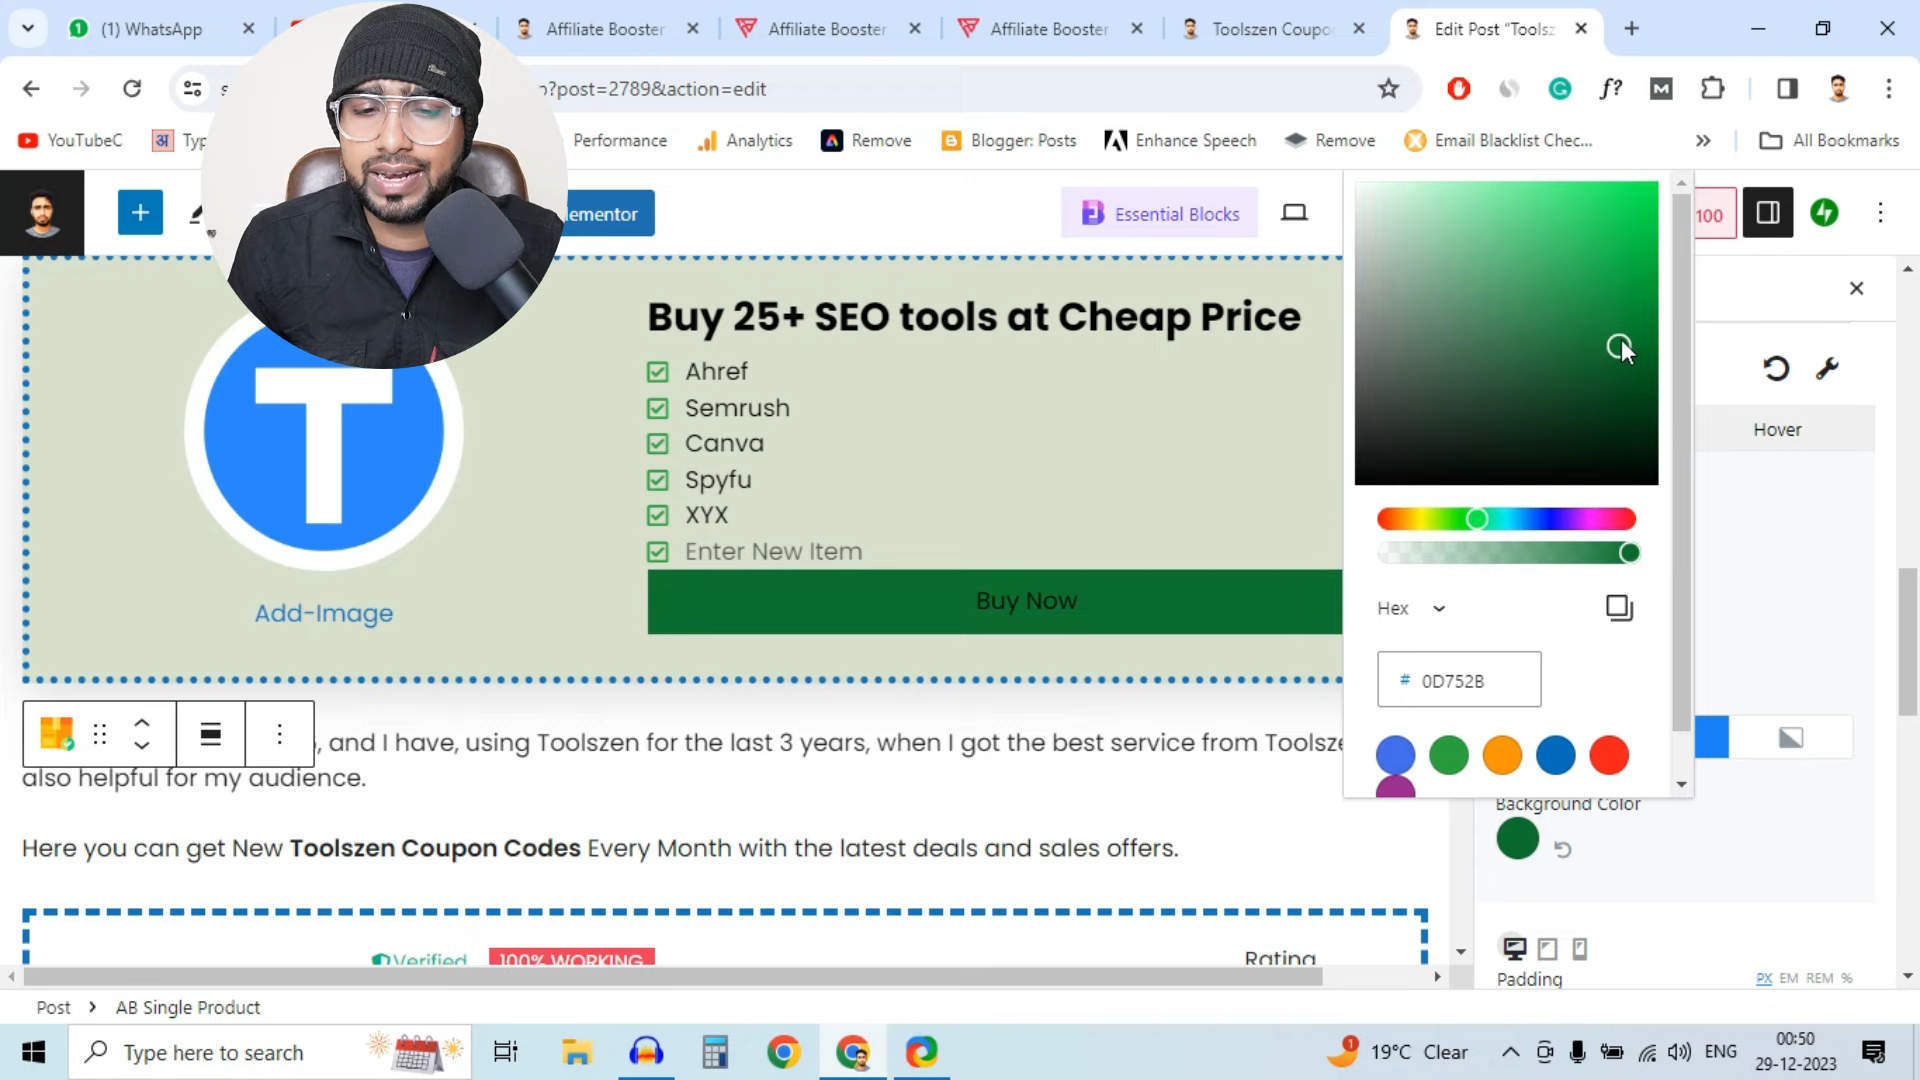 (1) WhatsApp
Affiliate Booster
Affiliate Booster
Affiliate Booster
Toolszen Coupo
Edit Post "Toolsz
?post=2789&action=edit
YouTubeC
Typ
Performance
Analytics
Remove
Blogger: Posts
Enhance Speech
Remove
Email Blacklist Chec...
All Bookmarks
lementor
Essential Blocks
100
Buy 25+ SEO tools at Cheap Price
Hover
Ahref
Semrush
Canva
Spyfu
XYX
Enter New Item
Buy Now
T
Add-Image
Hex
# 0D752B
, and I have, using Toolszen for the last 3 years, when I got the best service from Toolsze
also helpful for my audience.
Background Color
Here you can get New Toolszen Coupon Codes Every Month with the latest deals and sales offers.
Verified
100% WORKING
Rating
Padding
PX EM REM %
Post > AB Single Product
Type here to search
1
19°C Clear
ENG
00:50
29-12-2023